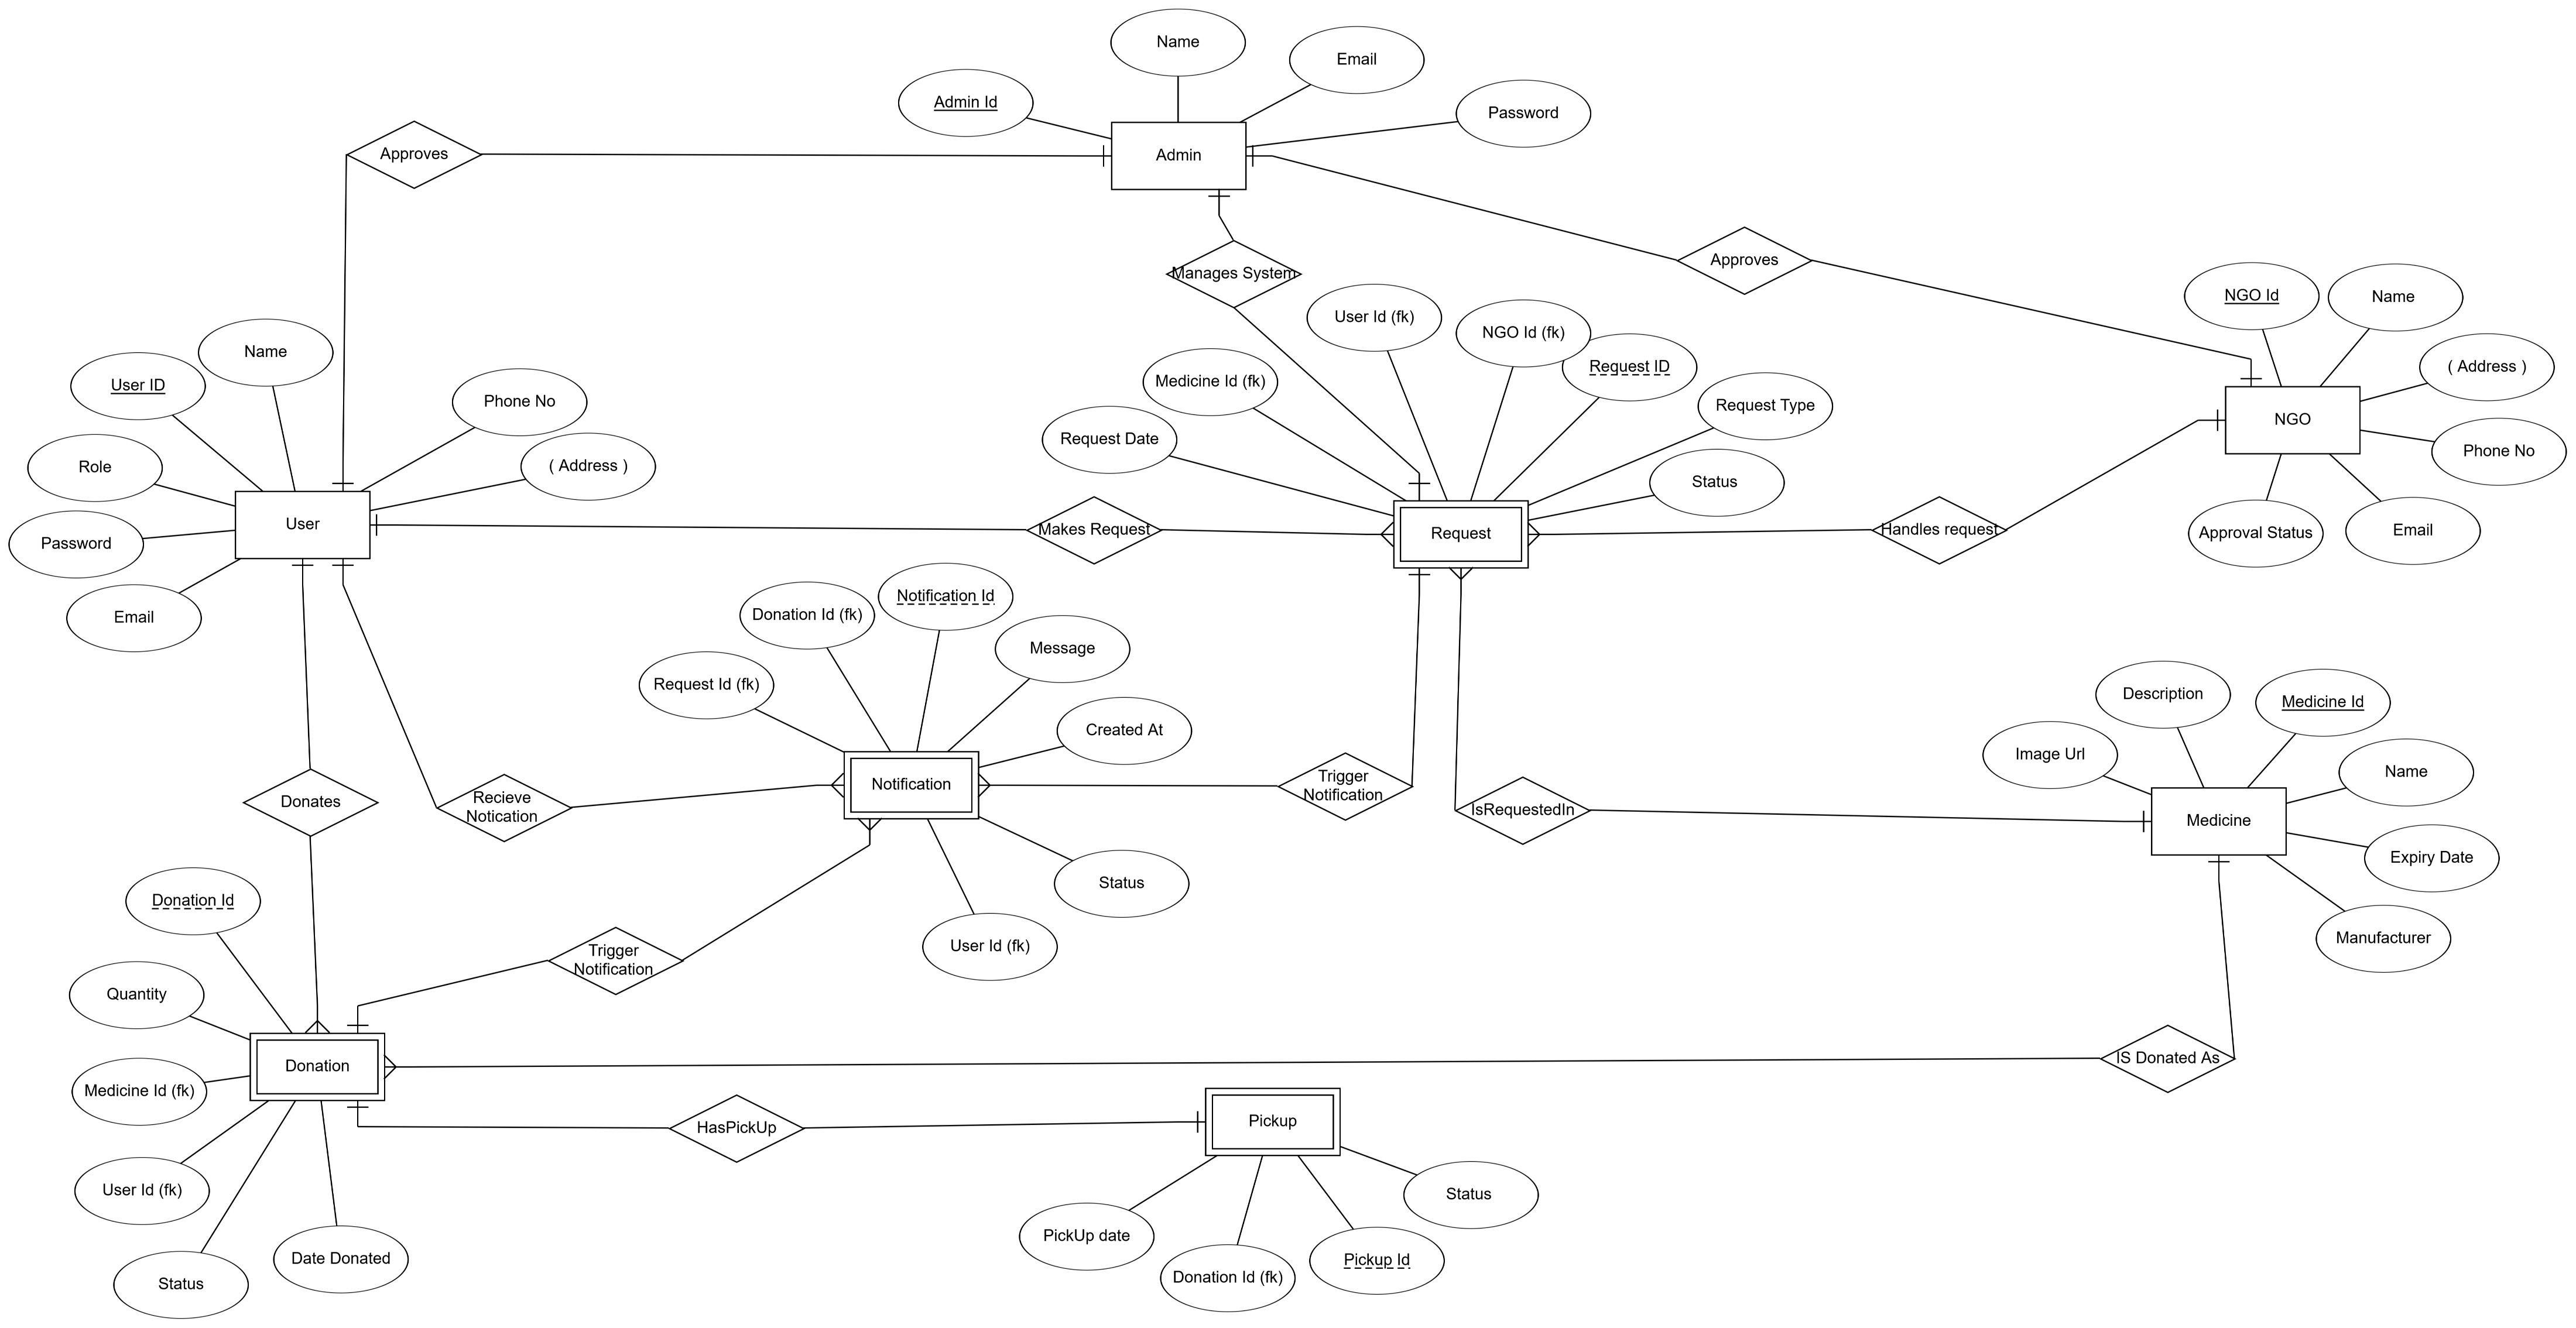 Name
Email
Admin Id
Password
Approves
Admin
Approves
Manages System
NGO Id
Name
User Id (fk)
NGO Id (fk)
Name
Request ID
( Address )
User ID
Medicine Id (fk)
Phone No
Request Type
NGO
Request Date
Phone No
Role
( Address )
Status
User
Makes Request
Request
Handles request
Approval Status
Email
Password
Email
Notification Id
Donation Id (fk)
Message
Request Id (fk)
Description
Medicine Id
Created At
Image Url
Name
Notification
Trigger
Notification
Donates
Recieve
Notication
IsRequestedIn
Medicine
Expiry Date
Status
Donation Id
Manufacturer
User Id (fk)
Trigger
Notification
Quantity
Donation
IS Donated As
Medicine Id (fk)
HasPickUp
Pickup
User Id (fk)
Status
PickUp date
Date Donated
Pickup Id
Donation Id (fk)
Status